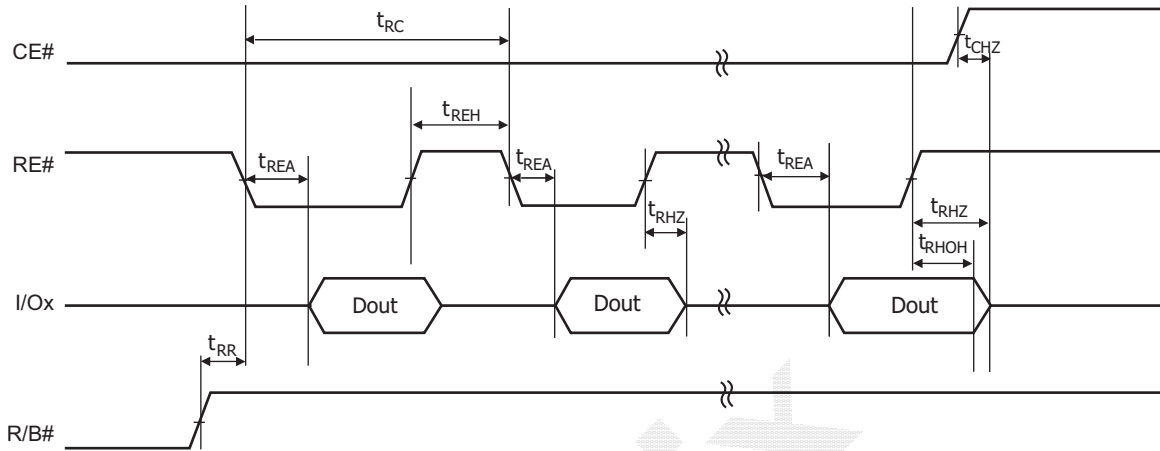 tRC
CE#
tCHZ
tREH
RE#
tREA
tREA
tREA
tRHZ
tRHZ
tRHOH
I/Ox
Dout
Dout
Dout
tRR
R/B#